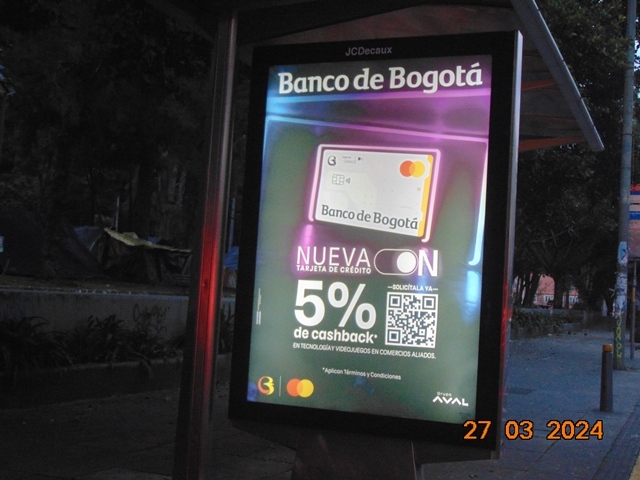 JCDecaux
Banco de Bogotá
Banco de Bogotá
NUEVA ON
TARJETA DE CRÉDITO
SOLICÍTALA YA
5%
de cashback*
EN TECNOLOGÍA Y VIDEOJUEGOS EN COMERCIOS ALIADOS.
*Aplican Términos y Condiciones
Grupo
AVAL
27 03 2024